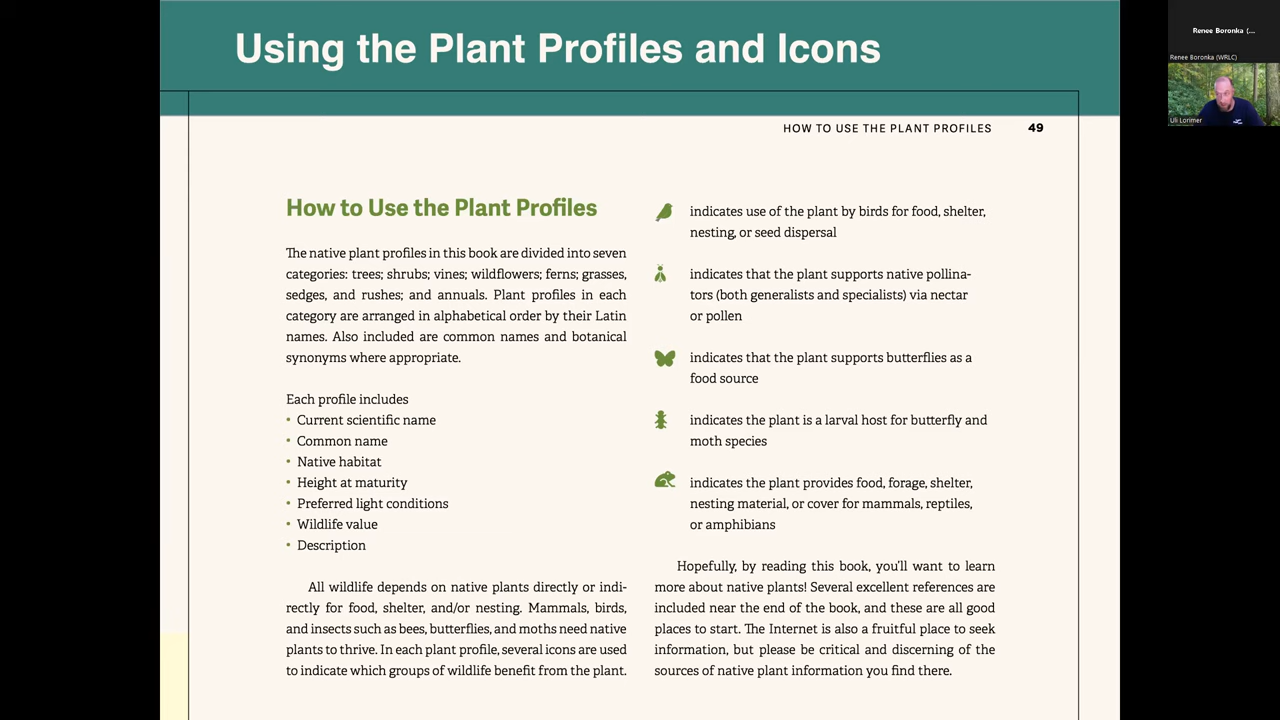 Using the Plant Profiles and Icons
HOW TO USE THE PLANT PROFILES 49
How to Use the Plant Profiles
The native plant profiles in this book are divided into seven
categories: trees; shrubs; vines; wildflowers; ferns; grasses,
sedges, and rushes; and annuals. Plant profiles in each
category are arranged in alphabetical order by their Latin
names. Also included are common names and botanical
synonyms where appropriate.
Each profile includes
• Current scientific name
• Common name
• Native habitat
• Height at maturity
• Preferred light conditions
• Wildlife value
• Description
All wildlife depends on native plants directly or indi-
rectly for food, shelter, and/or nesting. Mammals, birds,
and insects such as bees, butterflies, and moths need native
plants to thrive. In each plant profile, several icons are used
to indicate which groups of wildlife benefit from the plant.
indicates use of the plant by birds for food, shelter,
nesting, or seed dispersal
indicates that the plant supports native pollina-
tors (both generalists and specialists) via nectar
or pollen
indicates that the plant supports butterflies as a
food source
indicates the plant is a larval host for butterfly and
moth species
indicates the plant provides food, forage, shelter,
nesting material, or cover for mammals, reptiles,
or amphibians
Hopefully, by reading this book, you'll want to learn
more about native plants! Several excellent references are
included near the end of the book, and these are all good
places to start. The Internet is also a fruitful place to seek
information, but please be critical and discerning of the
sources of native plant information you find there.
Renee Boronka (...
Renee Boronka (WRLC)
Uli Lorimer